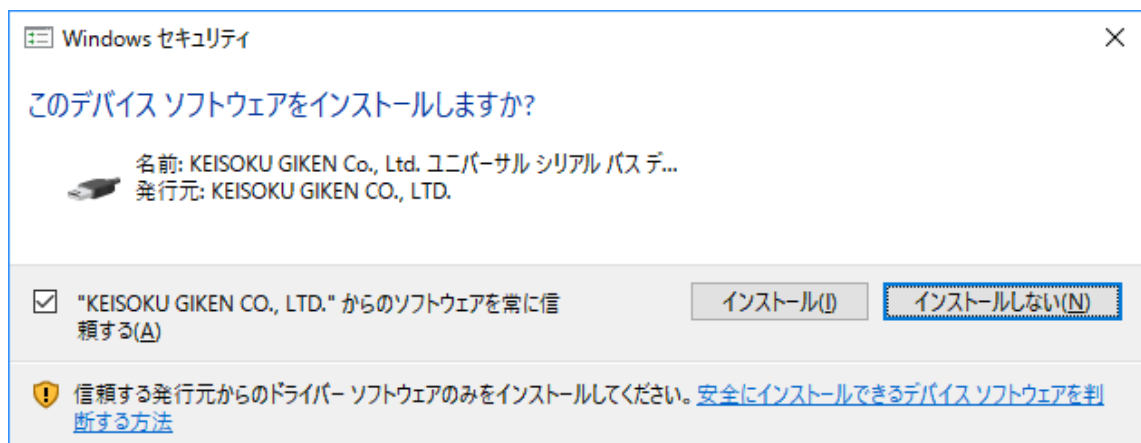 Windows セキュリティ
このデバイス ソフトウェアをインストールしますか?
名前: KEISOKU GIKEN Co., Ltd. ユニバーサル シリアル バス デ...
発行元: KEISOKU GIKEN CO., LTD.
"KEISOKU GIKEN CO., LTD." からのソフトウェアを常に信
頼する(A)
インストール(I)
インストールしない(N)
信頼する発行元からのドライバー ソフトウェアのみをインストールしてください。安全にインストールできるデバイス ソフトウェアを判
断する方法